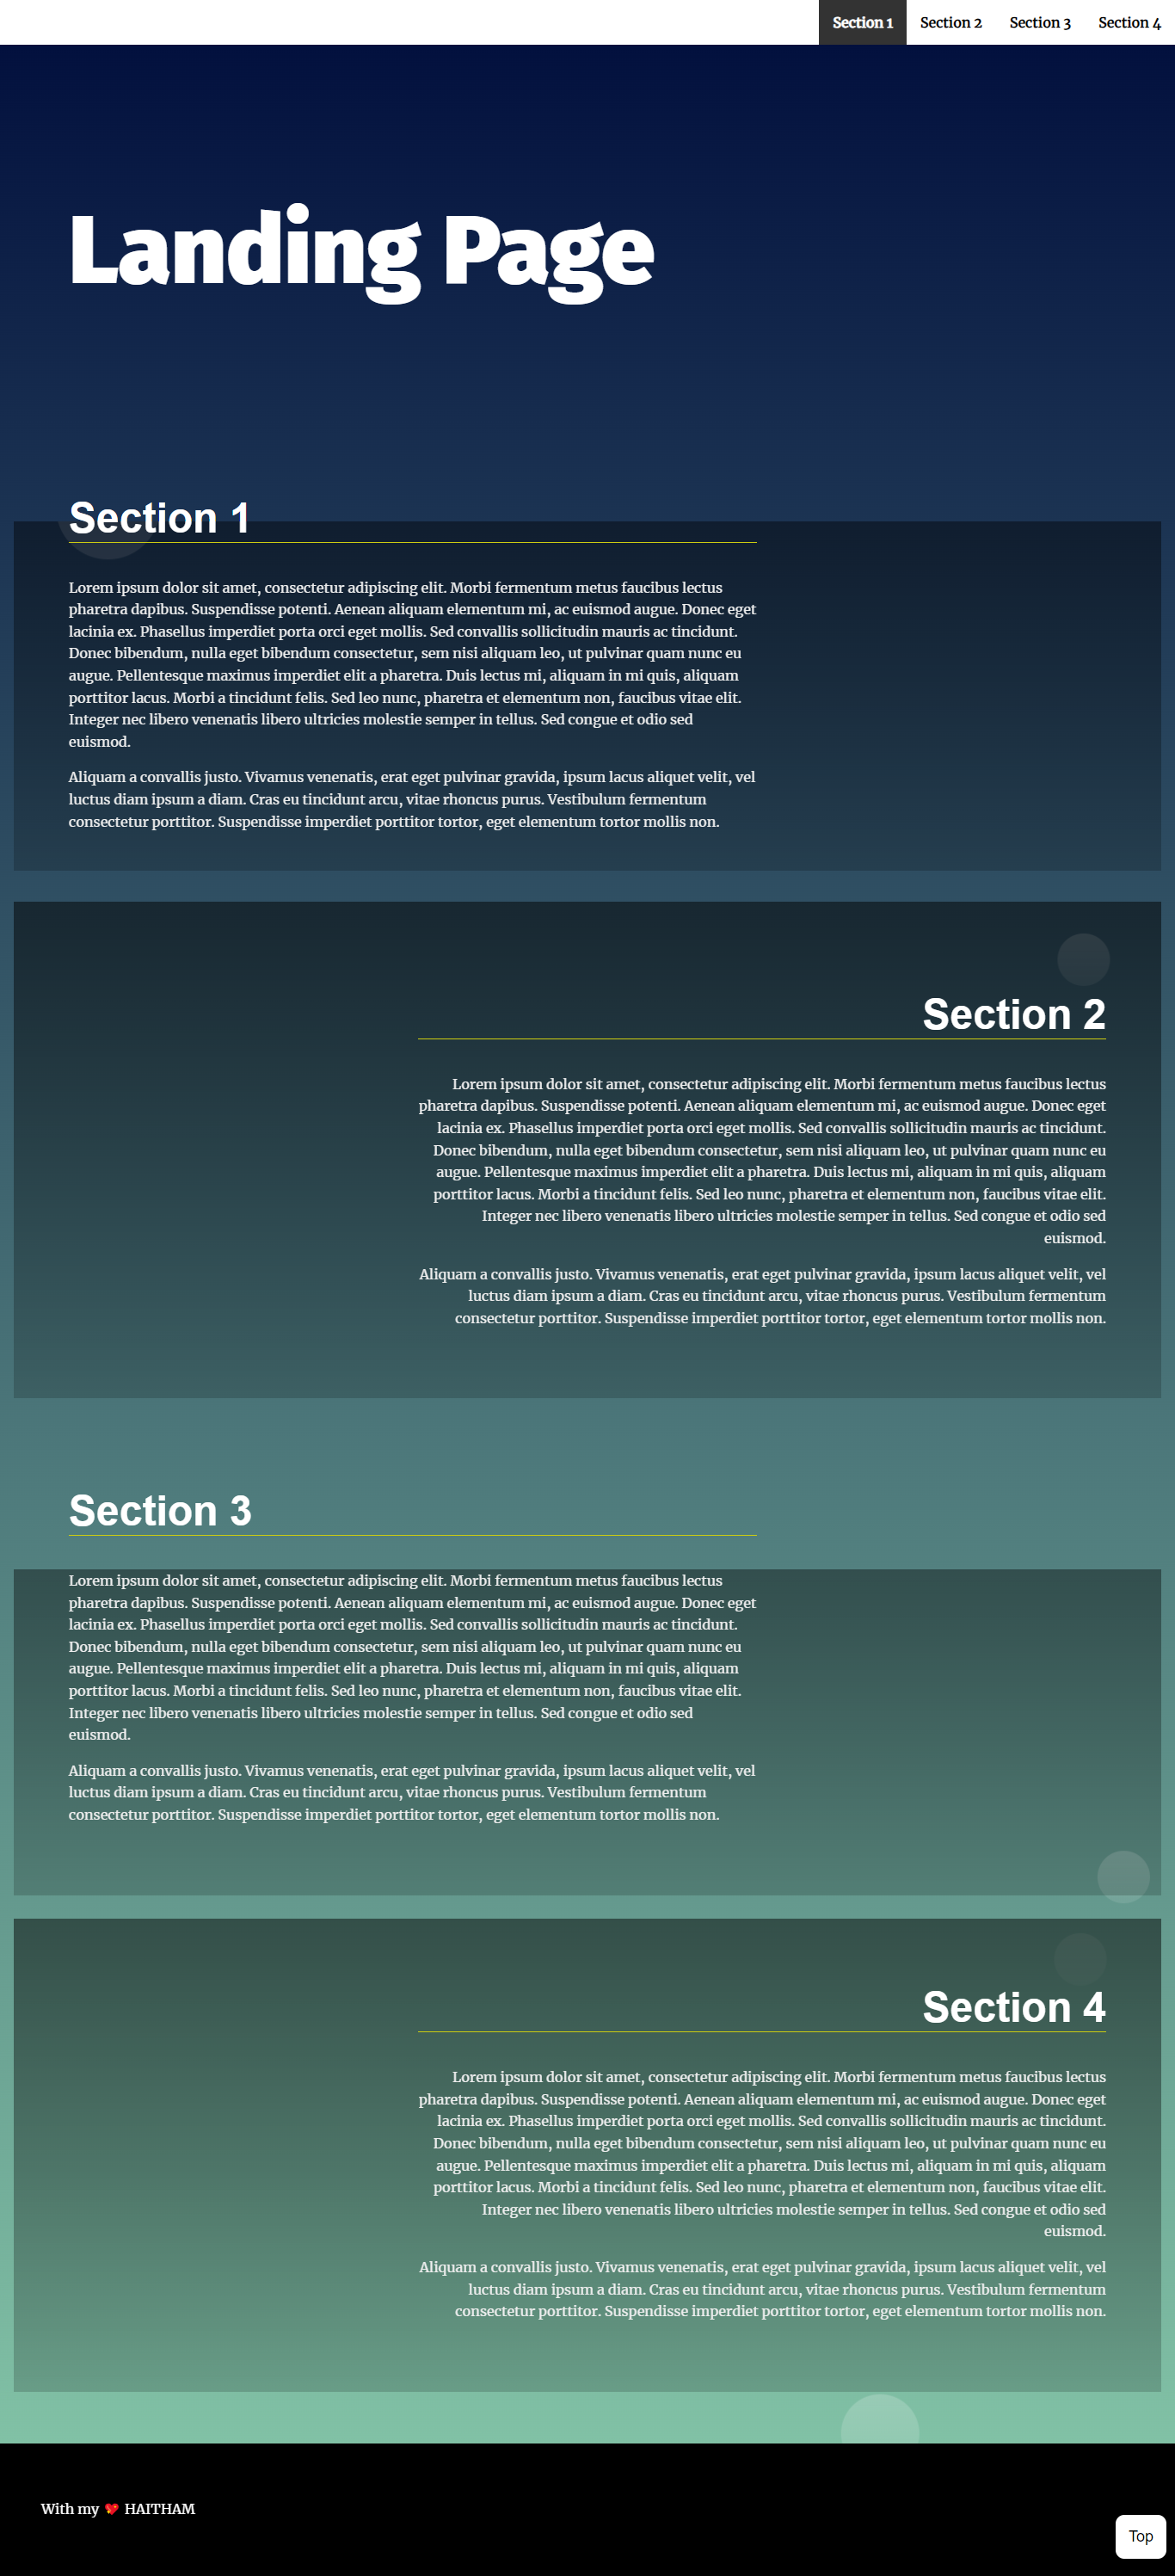 Section 1 Section 2 Section 3 Section 4
Landing Page
Section 1
Lorem ipsum dolor sit amet, consectetur adipiscing elit. Morbi fermentum metus faucibus lectus
pharetra dapibus. Suspendisse potenti. Aenean aliquam elementum mi, ac euismod augue. Donec eget
lacinia ex. Phasellus imperdiet porta orci eget mollis. Sed convallis sollicitudin mauris ac tincidunt.
Donec bibendum, nulla eget bibendum consectetur, sem nisi aliquam leo, ut pulvinar quam nunc eu
augue. Pellentesque maximus imperdiet elit a pharetra. Duis lectus mi, aliquam in mi quis, aliquam
porttitor lacus. Morbi a tincidunt felis. Sed leo nunc, pharetra et elementum non, faucibus vitae elit.
Integer nec libero venenatis libero ultricies molestie semper in tellus. Sed congue et odio sed
euismod.
Aliquam a convallis justo. Vivamus venenatis, erat eget pulvinar gravida, ipsum lacus aliquet velit, vel
luctus diam ipsum a diam. Cras eu tincidunt arcu, vitae rhoncus purus. Vestibulum fermentum
consectetur porttitor. Suspendisse imperdiet porttitor tortor, eget elementum tortor mollis non.
Section 2
Lorem ipsum dolor sit amet, consectetur adipiscing elit. Morbi fermentum metus faucibus lectus
pharetra dapibus. Suspendisse potenti. Aenean aliquam elementum mi, ac euismod augue. Donec eget
lacinia ex. Phasellus imperdiet porta orci eget mollis. Sed convallis sollicitudin mauris ac tincidunt.
Donec bibendum, nulla eget bibendum consectetur, sem nisi aliquam leo, ut pulvinar quam nunc eu
augue. Pellentesque maximus imperdiet elit a pharetra. Duis lectus mi, aliquam in mi quis, aliquam
porttitor lacus. Morbi a tincidunt felis. Sed leo nunc, pharetra et elementum non, faucibus vitae elit.
Integer nec libero venenatis libero ultricies molestie semper in tellus. Sed congue et odio sed
euismod.
Aliquam a convallis justo. Vivamus venenatis, erat eget pulvinar gravida, ipsum lacus aliquet velit, vel
luctus diam ipsum a diam. Cras eu tincidunt arcu, vitae rhoncus purus. Vestibulum fermentum
consectetur porttitor. Suspendisse imperdiet porttitor tortor, eget elementum tortor mollis non.
Section 3
Lorem ipsum dolor sit amet, consectetur adipiscing elit. Morbi fermentum metus faucibus lectus
pharetra dapibus. Suspendisse potenti. Aenean aliquam elementum mi, ac euismod augue. Donec eget
lacinia ex. Phasellus imperdiet porta orci eget mollis. Sed convallis sollicitudin mauris ac tincidunt.
Donec bibendum, nulla eget bibendum consectetur, sem nisi aliquam leo, ut pulvinar quam nunc eu
augue. Pellentesque maximus imperdiet elit a pharetra. Duis lectus mi, aliquam in mi quis, aliquam
porttitor lacus. Morbi a tincidunt felis. Sed leo nunc, pharetra et elementum non, faucibus vitae elit.
Integer nec libero venenatis libero ultricies molestie semper in tellus. Sed congue et odio sed
euismod.
Aliquam a convallis justo. Vivamus venenatis, erat eget pulvinar gravida, ipsum lacus aliquet velit, vel
luctus diam ipsum a diam. Cras eu tincidunt arcu, vitae rhoncus purus. Vestibulum fermentum
consectetur porttitor. Suspendisse imperdiet porttitor tortor, eget elementum tortor mollis non.
Section 4
Lorem ipsum dolor sit amet, consectetur adipiscing elit. Morbi fermentum metus faucibus lectus
pharetra dapibus. Suspendisse potenti. Aenean aliquam elementum mi, ac euismod augue. Donec eget
lacinia ex. Phasellus imperdiet porta orci eget mollis. Sed convallis sollicitudin mauris ac tincidunt.
Donec bibendum, nulla eget bibendum consectetur, sem nisi aliquam leo, ut pulvinar quam nunc eu
augue. Pellentesque maximus imperdiet elit a pharetra. Duis lectus mi, aliquam in mi quis, aliquam
porttitor lacus. Morbi a tincidunt felis. Sed leo nunc, pharetra et elementum non, faucibus vitae elit.
Integer nec libero venenatis libero ultricies molestie semper in tellus. Sed congue et odio sed
euismod.
Aliquam a convallis justo. Vivamus venenatis, erat eget pulvinar gravida, ipsum lacus aliquet velit, vel
luctus diam ipsum a diam. Cras eu tincidunt arcu, vitae rhoncus purus. Vestibulum fermentum
consectetur porttitor. Suspendisse imperdiet porttitor tortor, eget elementum tortor mollis non.
With my 💖 HAITHAM
Top